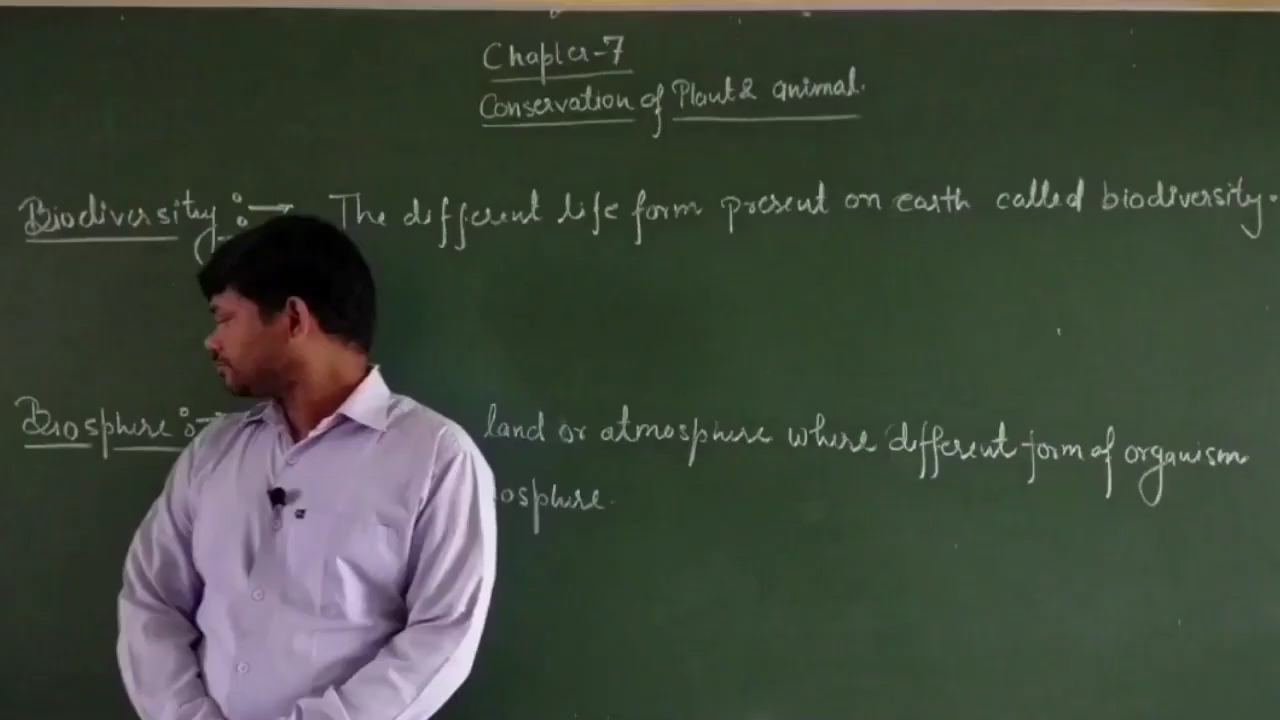 Chapter-7
Conservation of Plant & animal.
Biodiversity :→ The different life form present on earth called biodiversity.
Biosphere :→ land or atmosphere where different form of organism
osphere.